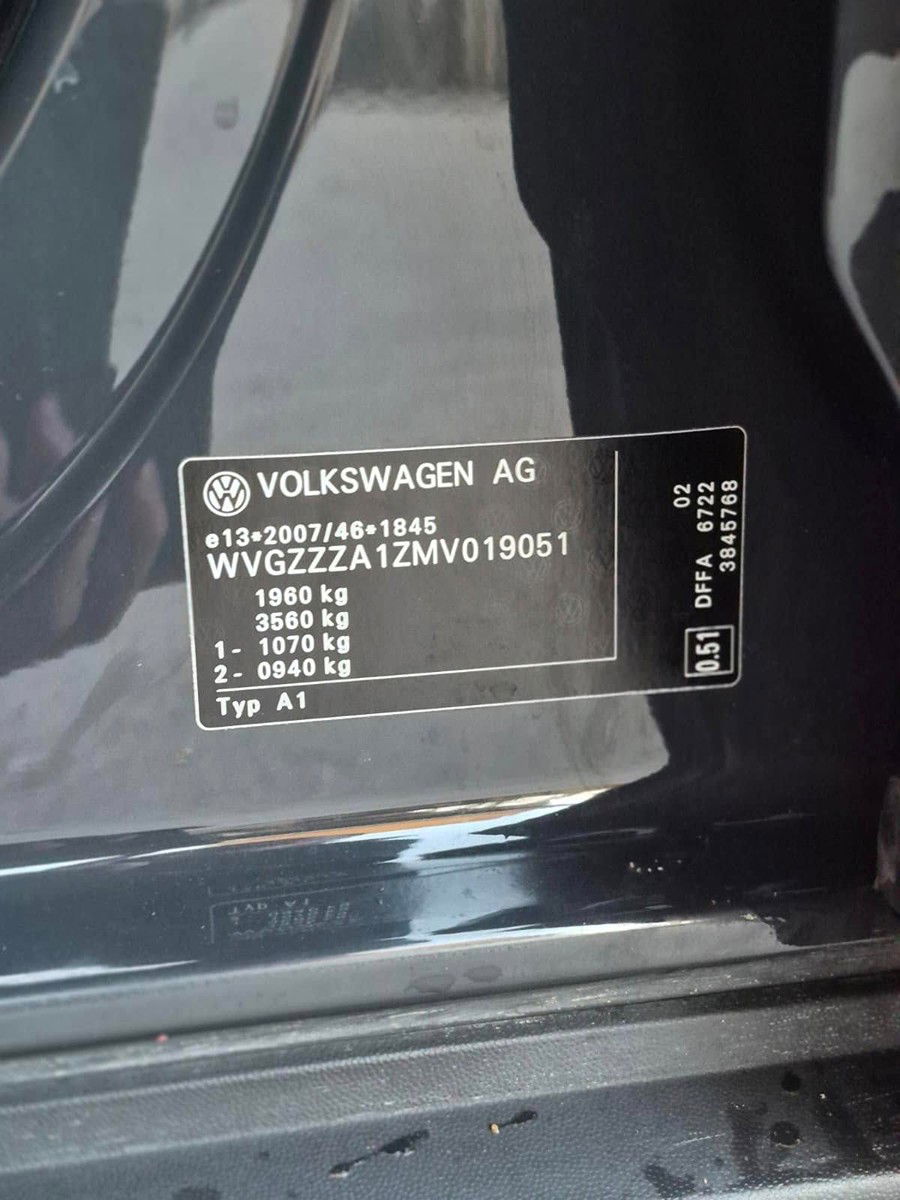 VOLKSWAGEN AG
e13*2007/46*1845
WVGZZZA1ZMV019051
1960 kg
3560 kg
1- 1070 kg
2- 0940 kg
Typ A1
02
DFFA 6722
3845768
0.51